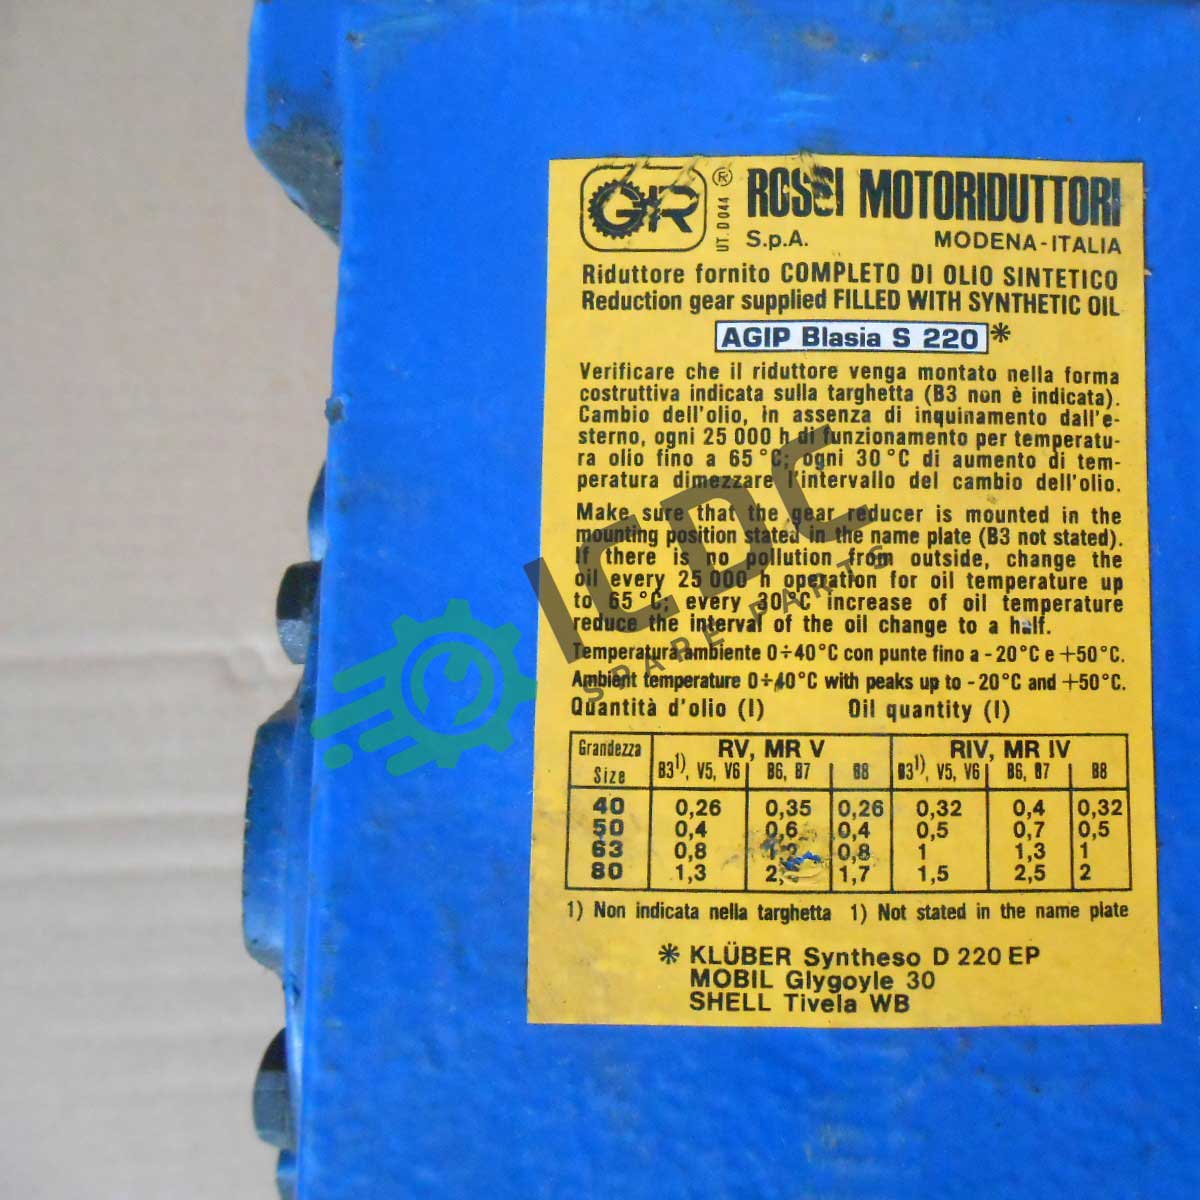 GR ® UT. D 044
ROSSI MOTORIDUTTORI
S.p.A. MODENA-ITALIA
Riduttore fornito COMPLETO DI OLIO SINTETICO
Reduction gear supplied FILLED WITH SYNTHETIC OIL
AGIP Blasia S 220 *
Verificare che il riduttore venga montato nella forma
costruttiva indicata sulla targhetta (B3 non è indicata).
Cambio dell'olio, in assenza di inquinamento dall'e-
sterno, ogni 25 000 h di funzionamento per temperatu-
ra olio fino a 65 °C; ogni 30 °C di aumento di tem-
peratura dimezzare l'intervallo del cambio dell'olio.
Make sure that the gear reducer is mounted in the
mounting position stated in the name plate (B3 not stated).
If there is no pollution from outside, change the
oil every 25 000 h operation for oil temperature up
to 65 °C; every 30 °C increase of oil temperature
reduce the interval of the oil change to a half.
Temperatura ambiente 0÷40 °C con punte fino a -20 °C e +50 °C.
Ambient temperature 0÷40 °C with peaks up to -20 °C and +50 °C.
Quantità d'olio (l) Oil quantity (l)
Grandezza RV, MR V RIV, MR IV
Size B3 1), V5, V6 B6, B7 B8 B3 1), V5, V6 B6, B7 B8
40 0,26 0,35 0,26 0,32 0,4 0,32
50 0,4 0,6 0,4 0,5 0,7 0,5
63 0,8 0,8 1 1,3 1
80 1,3 1,7 1,5 2,5 2
1) Non indicata nella targhetta 1) Not stated in the name plate
* KLÜBER Syntheso D 220 EP
MOBIL Glygoyle 30
SHELL Tivela WB
ICDC
SPARE PARTS